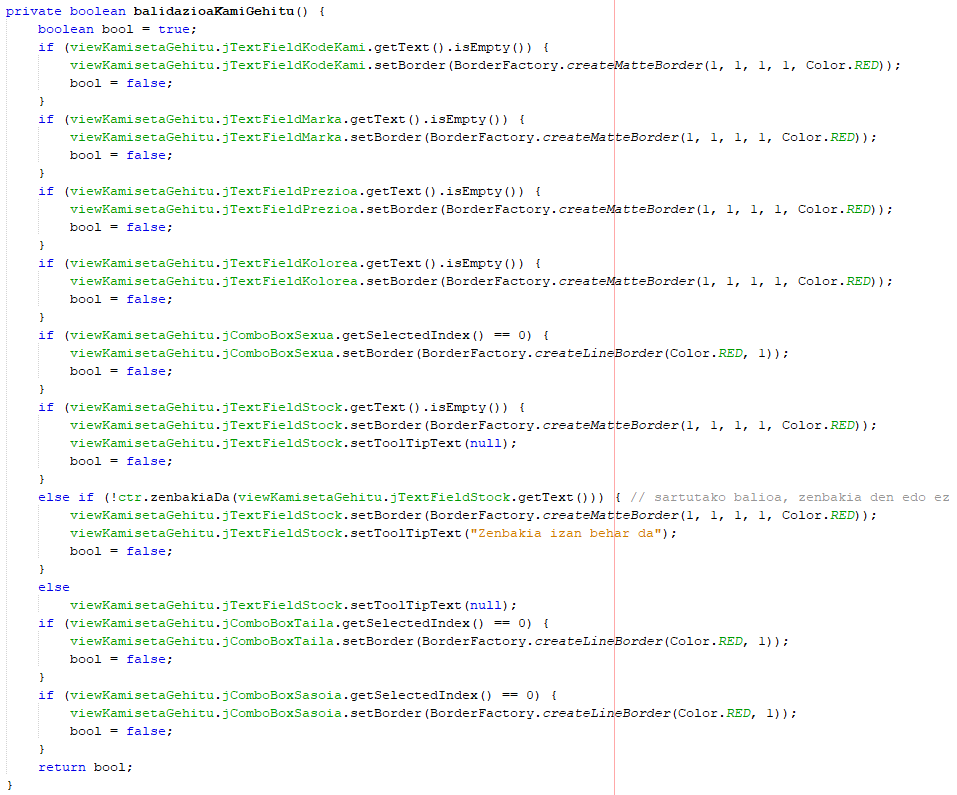 private boolean balidazioaKamiGehitu() {
    boolean bool = true;
    if (viewKamisetaGehitu.jTextFieldKodeKami.getText().isEmpty()) {
        viewKamisetaGehitu.jTextFieldKodeKami.setBorder(BorderFactory.createMatteBorder(1, 1, 1, 1, Color.RED));
        bool = false;
    }
    if (viewKamisetaGehitu.jTextFieldMarka.getText().isEmpty()) {
        viewKamisetaGehitu.jTextFieldMarka.setBorder(BorderFactory.createMatteBorder(1, 1, 1, 1, Color.RED));
        bool = false;
    }
    if (viewKamisetaGehitu.jTextFieldPrezioa.getText().isEmpty()) {
        viewKamisetaGehitu.jTextFieldPrezioa.setBorder(BorderFactory.createMatteBorder(1, 1, 1, 1, Color.RED));
        bool = false;
    }
    if (viewKamisetaGehitu.jTextFieldKolorea.getText().isEmpty()) {
        viewKamisetaGehitu.jTextFieldKolorea.setBorder(BorderFactory.createMatteBorder(1, 1, 1, 1, Color.RED));
        bool = false;
    }
    if (viewKamisetaGehitu.jComboBoxSexua.getSelectedIndex() == 0) {
        viewKamisetaGehitu.jComboBoxSexua.setBorder(BorderFactory.createLineBorder(Color.RED, 1));
        bool = false;
    }
    if (viewKamisetaGehitu.jTextFieldStock.getText().isEmpty()) {
        viewKamisetaGehitu.jTextFieldStock.setBorder(BorderFactory.createMatteBorder(1, 1, 1, 1, Color.RED));
        viewKamisetaGehitu.jTextFieldStock.setToolTipText(null);
        bool = false;
    }
    else if (!ctr.zenbakiaDa(viewKamisetaGehitu.jTextFieldStock.getText())) { // sartutako balioa, zenbakia den edo ez
        viewKamisetaGehitu.jTextFieldStock.setBorder(BorderFactory.createMatteBorder(1, 1, 1, 1, Color.RED));
        viewKamisetaGehitu.jTextFieldStock.setToolTipText("Zenbakia izan behar da");
        bool = false;
    }
    else
        viewKamisetaGehitu.jTextFieldStock.setToolTipText(null);
    if (viewKamisetaGehitu.jComboBoxTaila.getSelectedIndex() == 0) {
        viewKamisetaGehitu.jComboBoxTaila.setBorder(BorderFactory.createLineBorder(Color.RED, 1));
        bool = false;
    }
    if (viewKamisetaGehitu.jComboBoxSasoia.getSelectedIndex() == 0) {
        viewKamisetaGehitu.jComboBoxSasoia.setBorder(BorderFactory.createLineBorder(Color.RED, 1));
        bool = false;
    }
    return bool;
}